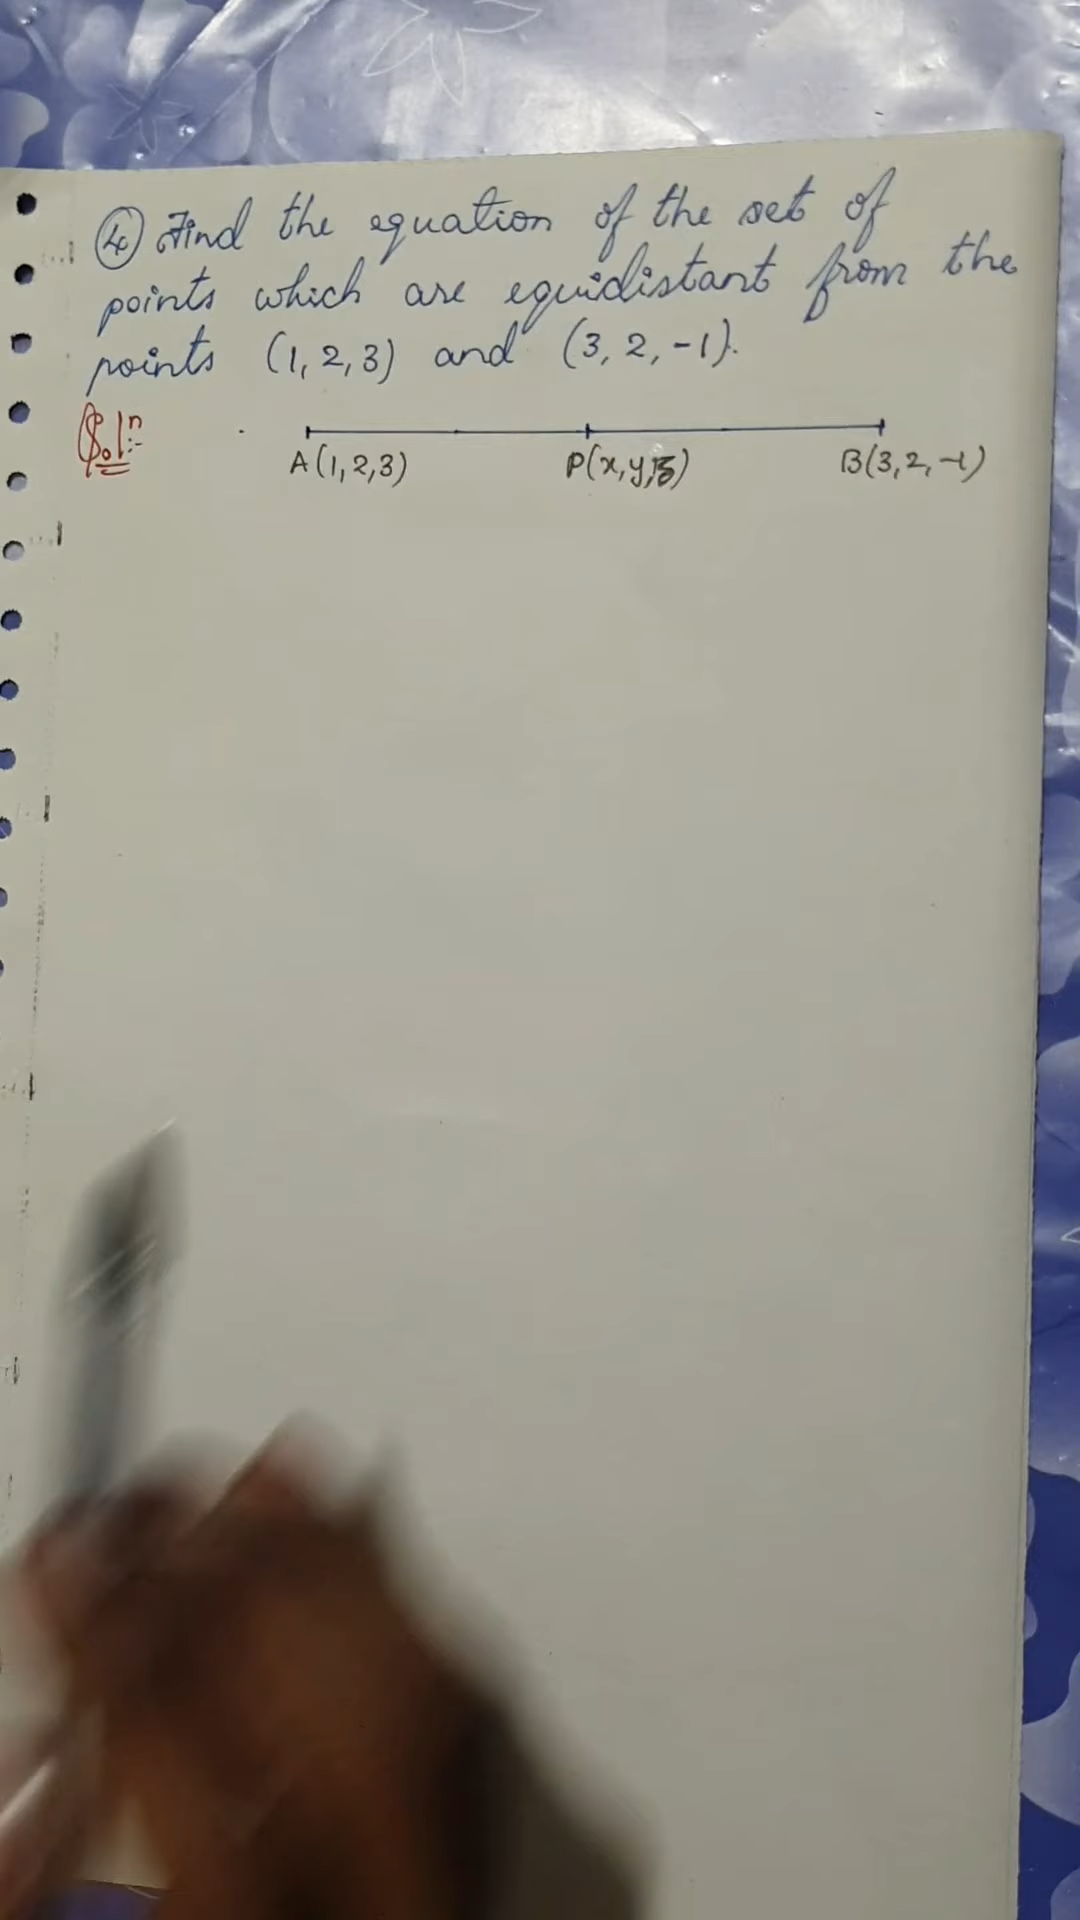 ④ Find the equation of the set of
points which are equidistant from the
points (1, 2, 3) and (3, 2, -1).
Solⁿ:-
A(1,2,3) P(x,y,z) B(3,2,-1)